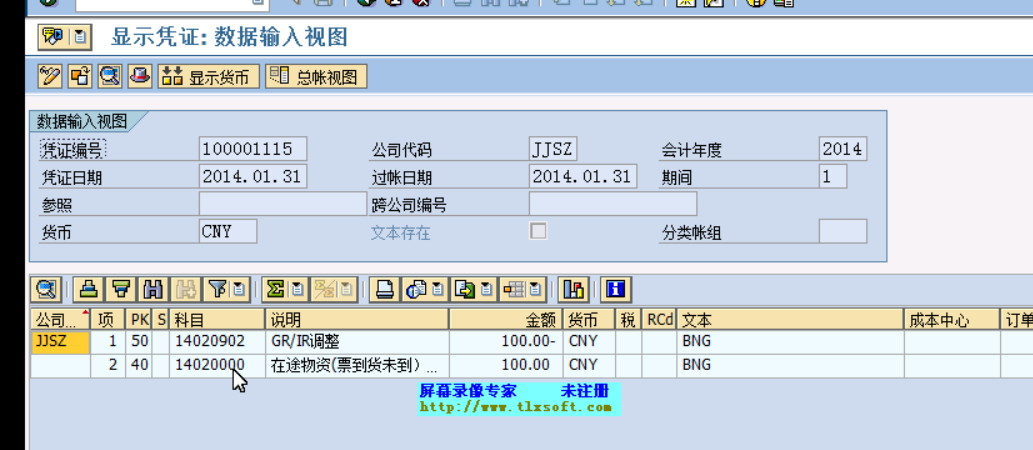 显示凭证: 数据输入视图
显示货币 总帐视图
数据输入视图
凭证编号 100001115 公司代码 JJSZ 会计年度 2014
凭证日期 2014.01.31 过帐日期 2014.01.31 期间 1
参照 跨公司编号
货币 CNY 文本存在 分类帐组
公司... 项 PK S 科目 说明 金额 货币 税 RCd 文本 成本中心 订单
JJSZ 1 50 14020902 GR/IR调整 100.00- CNY BNG
2 40 14020000 在途物资(票到货未到) ... 100.00 CNY BNG
屏幕录像专家 未注册
http://www.tlxsoft.com